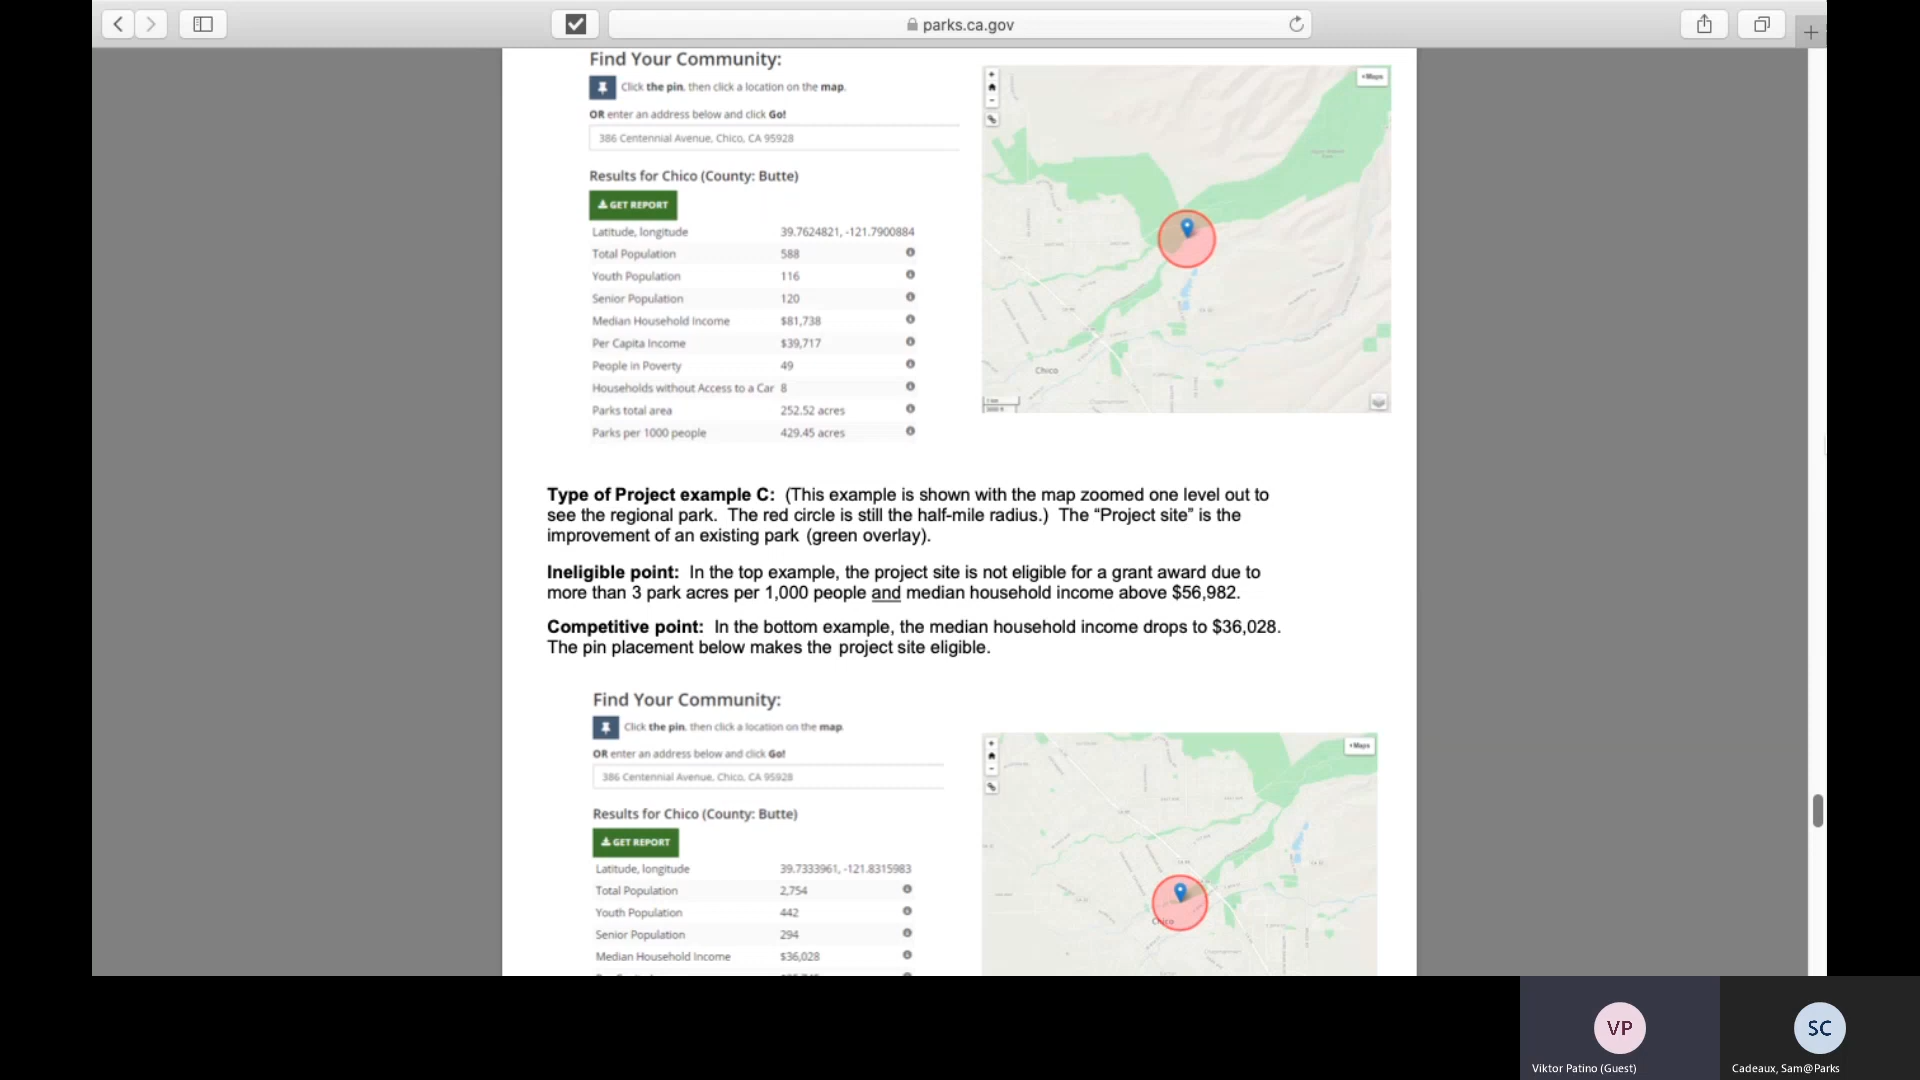 parks.ca.gov
Find Your Community:
Click the pin, then click a location on the map.
OR enter an address below and click Go!
386 Centennial Avenue, Chico, CA 95928
Results for Chico (County: Butte)
GET REPORT
Latitude, longitude 39.7624821, -121.7900884
Total Population 588
Youth Population 116
Senior Population 120
Median Household Income $81,738
Per Capita Income $39,717
People in Poverty 49
Households without Access to a Car 8
Parks total area 252.52 acres
Parks per 1000 people 429.45 acres
Maps
Chico
Type of Project example C: (This example is shown with the map zoomed one level out to
see the regional park. The red circle is still the half-mile radius.) The “Project site” is the
improvement of an existing park (green overlay).
Ineligible point: In the top example, the project site is not eligible for a grant award due to
more than 3 park acres per 1,000 people and median household income above $56,982.
Competitive point: In the bottom example, the median household income drops to $36,028.
The pin placement below makes the project site eligible.
Find Your Community:
Click the pin, then click a location on the map.
OR enter an address below and click Go!
386 Centennial Avenue, Chico, CA 95928
Results for Chico (County: Butte)
GET REPORT
Latitude, longitude 39.7333961, -121.8315983
Total Population 2,754
Youth Population 442
Senior Population 294
Median Household Income $36,028
Maps
Chico
VP
Viktor Patino (Guest)
SC
Cadeaux, Sam@Parks